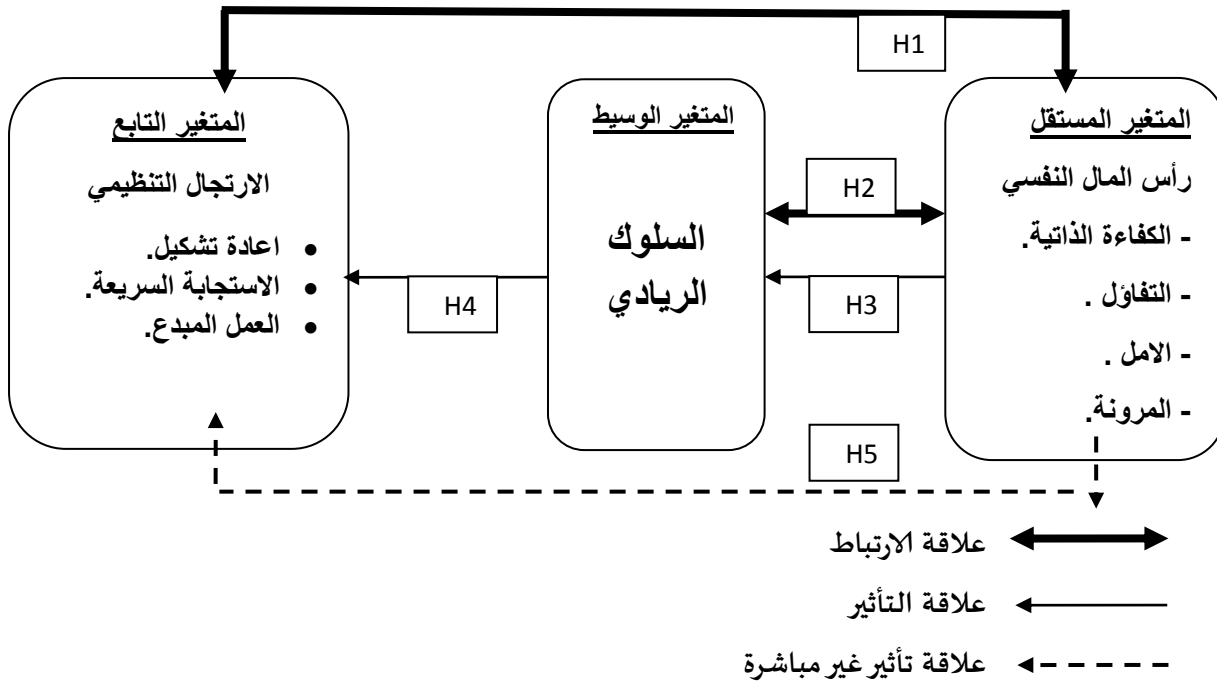 H1
المتغير المستقل
رأس المال النفسي
- الكفاءة الذاتية.
- التفاؤل .
- الامل .
- المرونة.
المتغير الوسيط
السلوك
الريادي
المتغير التابع
الارتجال التنظيمي
• اعادة تشكيل.
• الاستجابة السريعة.
• العمل المبدع.
H2
H3
H4
H5
علاقة الارتباط
علاقة التأثير
علاقة تأثير غير مباشرة